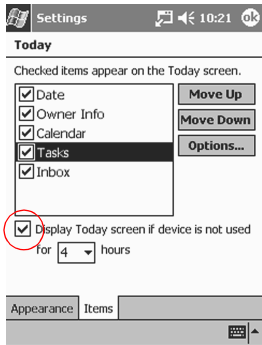 Settings 10:21 ok
Today
Checked items appear on the Today screen.
Date
Owner Info
Calendar
Tasks
Inbox
Move Up
Move Down
Options...
Display Today screen if device is not used
for 4 hours
Appearance Items